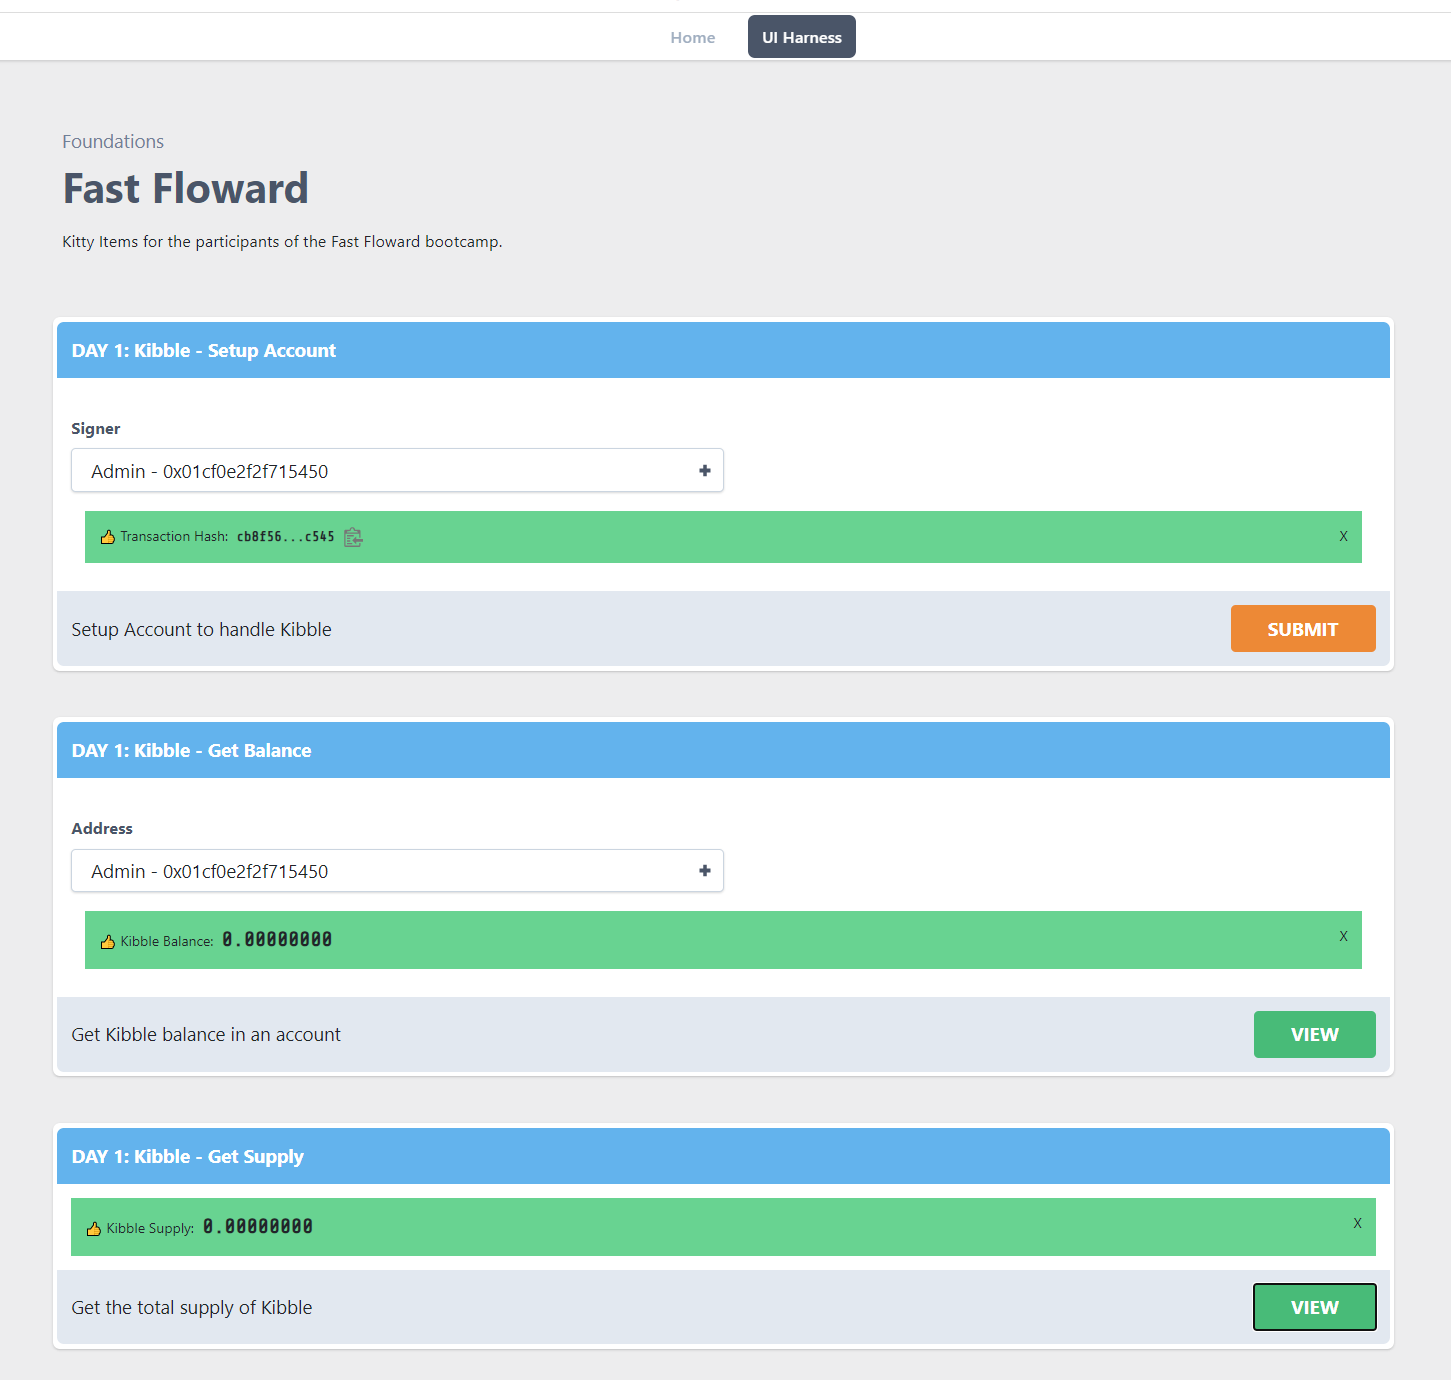 Home
UI Harness
Foundations
Fast Floward
Kitty Items for the participants of the Fast Floward bootcamp.
DAY 1: Kibble - Setup Account
Signer
Admin - 0x01cf0e2f2f715450
Transaction Hash: cb8f56...c545
X
Setup Account to handle Kibble
SUBMIT
DAY 1: Kibble - Get Balance
Address
Admin - 0x01cf0e2f2f715450
Kibble Balance: 0.00000000
X
Get Kibble balance in an account
VIEW
DAY 1: Kibble - Get Supply
Kibble Supply: 0.00000000
X
Get the total supply of Kibble
VIEW